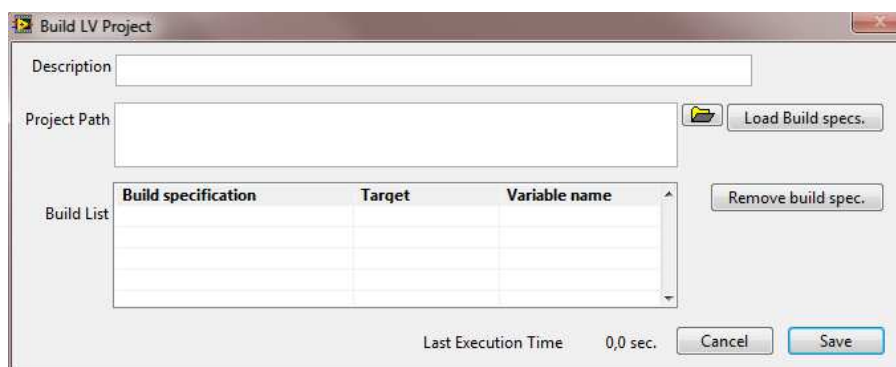 Build LV Project
Description
Project Path
Load Build specs.
Build List
Build specification Target Variable name
Remove build spec.
Last Execution Time 0,0 sec. Cancel Save